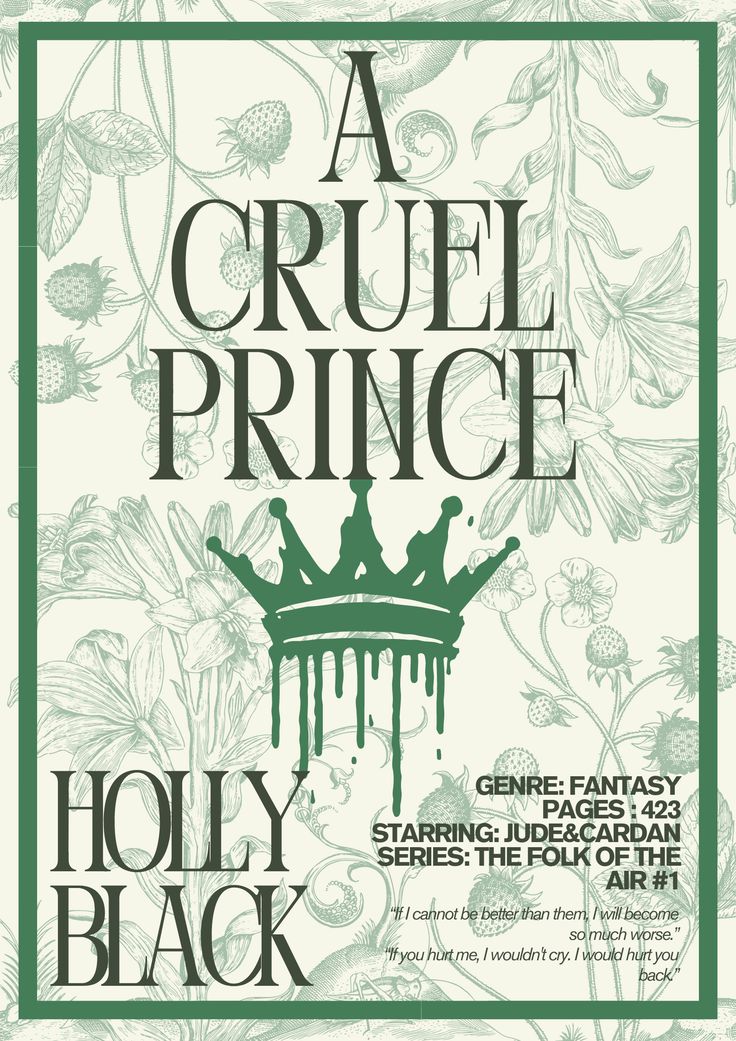 A
CRUEL
PRINCE
HOLLY
BLACK
GENRE: FANTASY
PAGES : 423
STARRING: JUDE&CARDAN
SERIES: THE FOLK OF THE
AIR #1
“If I cannot be better than them, I will become
so much worse.”
“If you hurt me, I wouldn't cry. I would hurt you
back.”